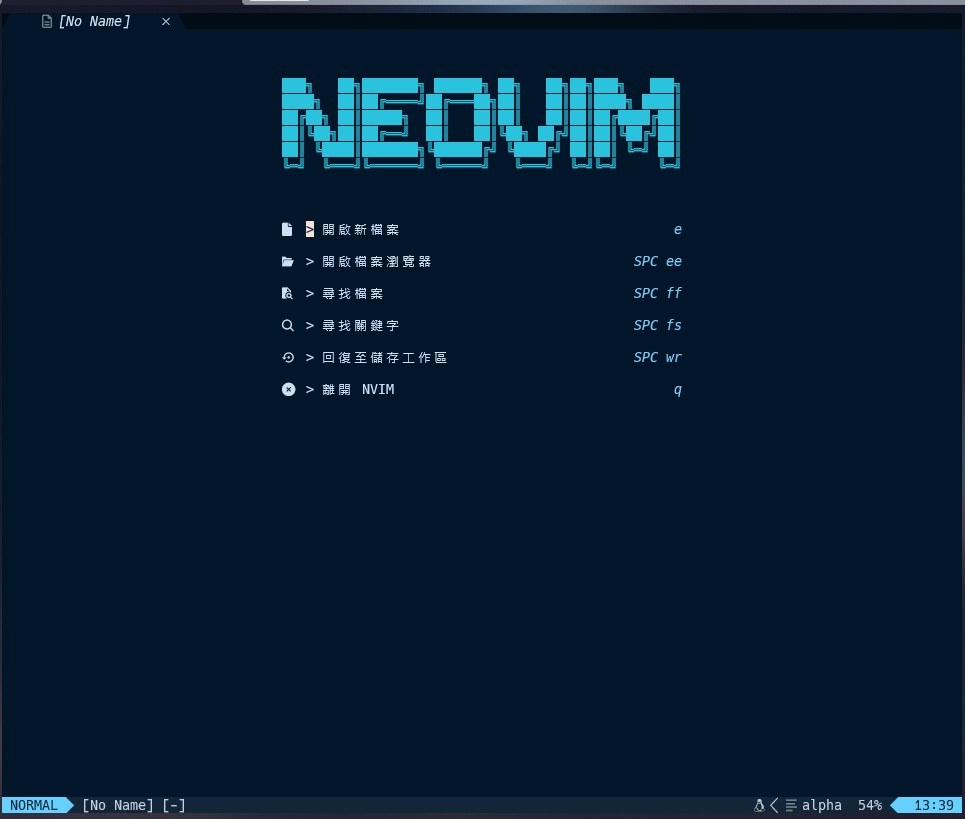 [No Name] ×
NEOVIM
> 開啟新檔案 e
> 開啟檔案瀏覽器 SPC ee
> 尋找檔案 SPC ff
> 尋找關鍵字 SPC fs
> 回復至儲存工作區 SPC wr
> 離開 NVIM q
NORMAL [No Name] [-] alpha 54% 13:39